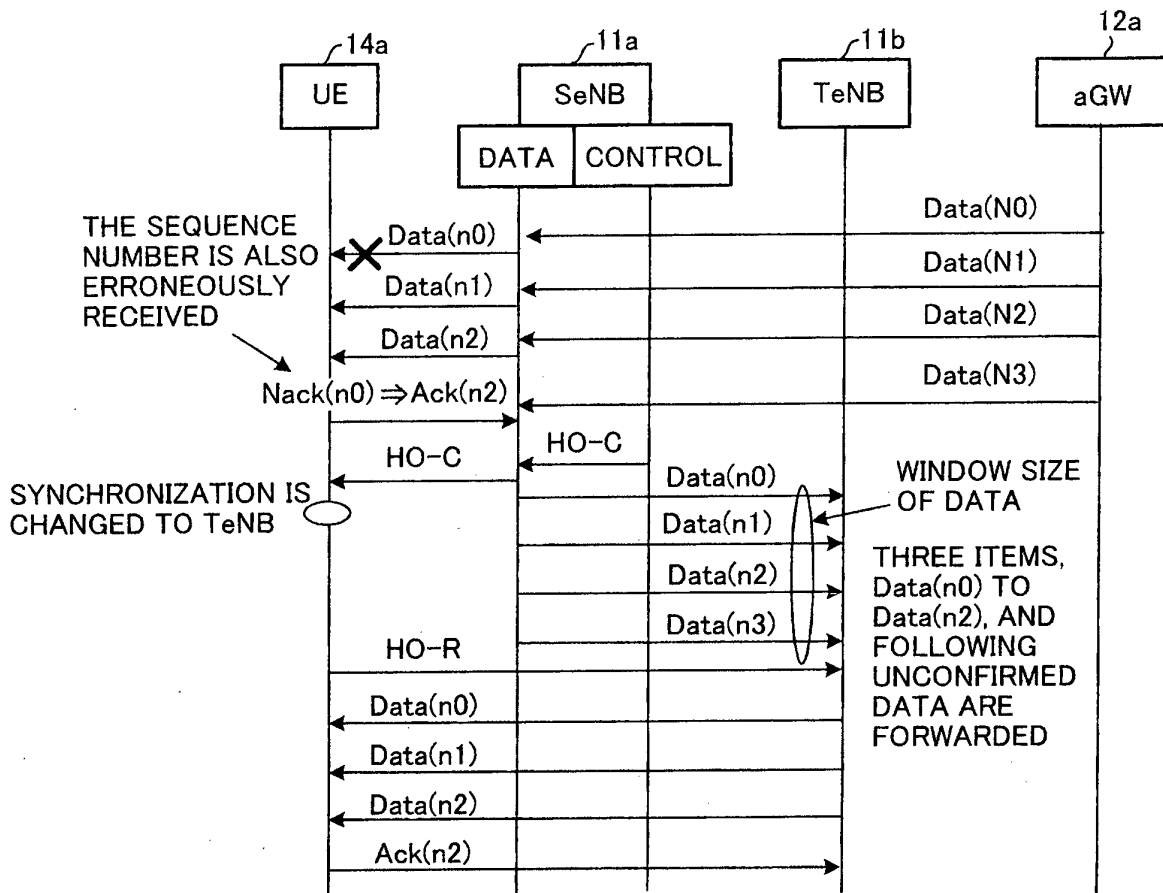 14a
11a
11b
12a
UE
SeNB
TeNB
aGW
DATA
CONTROL
Data(N0)
THE SEQUENCE
NUMBER IS ALSO
ERRONEOUSLY
RECEIVED
Data(n0)
Data(N1)
Data(n1)
Data(N2)
Data(n2)
Data(N3)
Nack(n0)⇒Ack(n2)
HO-C
HO-C
SYNCHRONIZATION IS
CHANGED TO TeNB
Data(n0)
WINDOW SIZE
OF DATA
Data(n1)
Data(n2)
Data(n3)
THREE ITEMS,
Data(n0) TO
Data(n2), AND
FOLLOWING
UNCONFIRMED
DATA ARE
FORWARDED
HO-R
Data(n0)
Data(n1)
Data(n2)
Ack(n2)